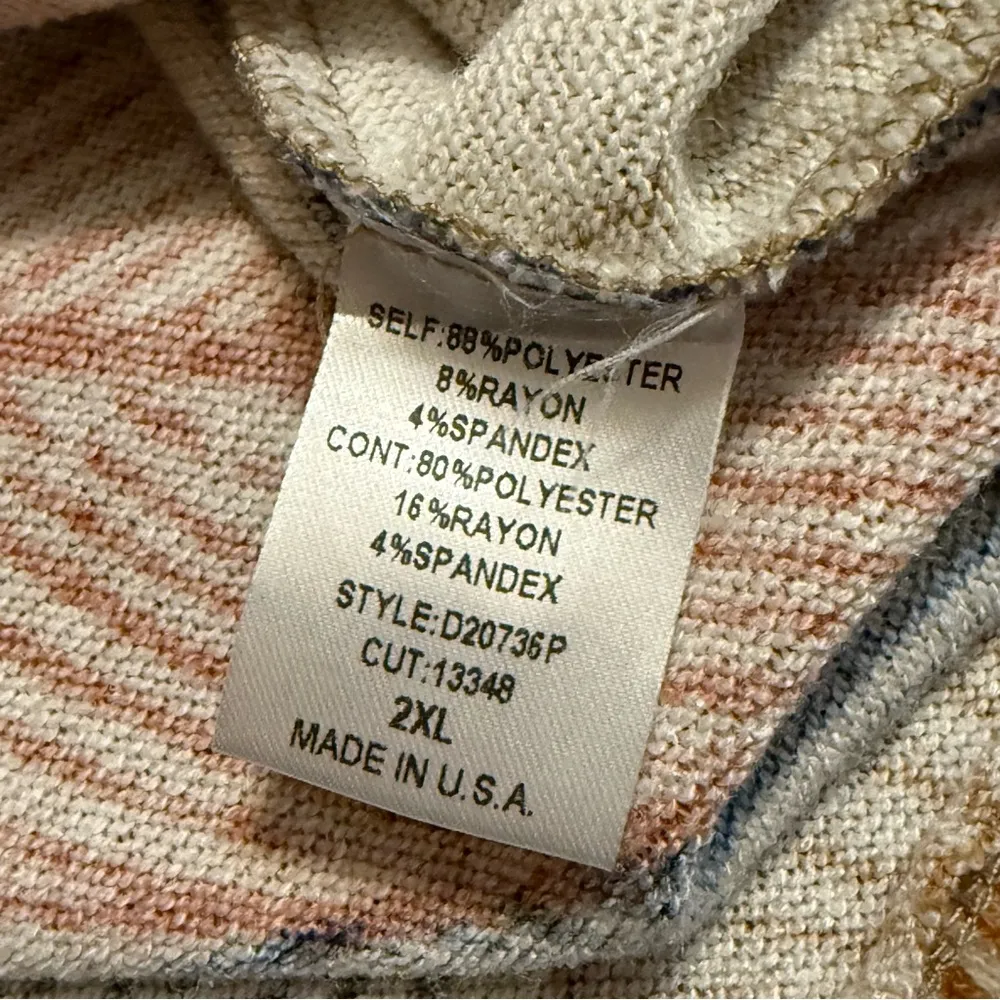 SELF:88%POLYESTER
8%RAYON
4%SPANDEX
CONT:80%POLYESTER
16%RAYON
4%SPANDEX
STYLE:D20736P
CUT:13348
2XL
MADE IN U.S.A.